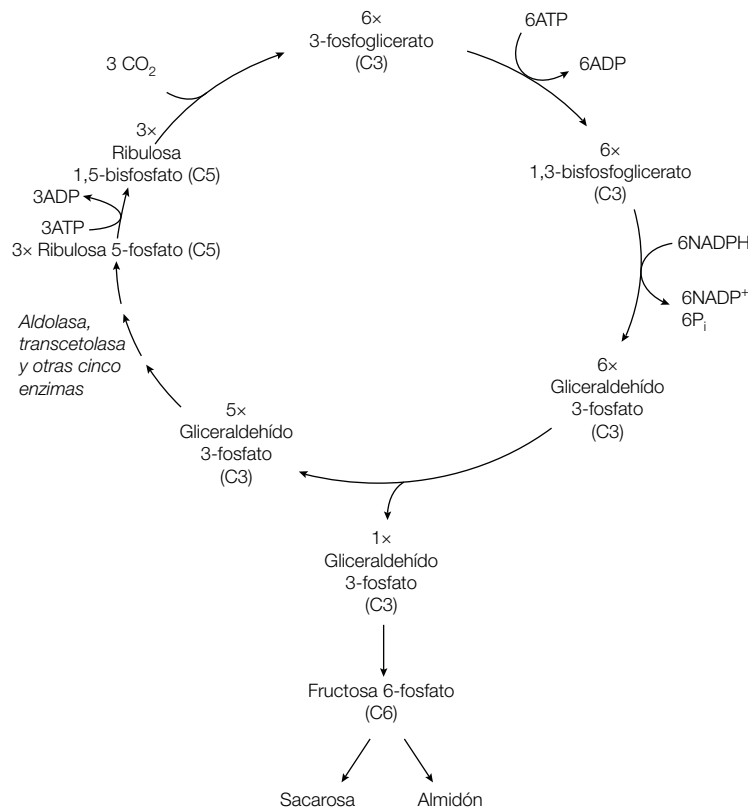 6×
3-fosfoglicerato
(C3)
6ATP
6ADP
6×
1,3-bisfosfoglicerato
(C3)
6NADPH
6NADP⁺
6Pᵢ
6×
Gliceraldehído
3-fosfato
(C3)
5×
Gliceraldehído
3-fosfato
(C3)
1×
Gliceraldehído
3-fosfato
(C3)
Fructosa 6-fosfato
(C6)
Sacarosa
Almidón
Aldolasa,
transcetolasa
y otras cinco
enzimas
3× Ribulosa 5-fosfato (C5)
3ATP
3ADP
3×
Ribulosa
1,5-bisfosfato (C5)
3 CO₂